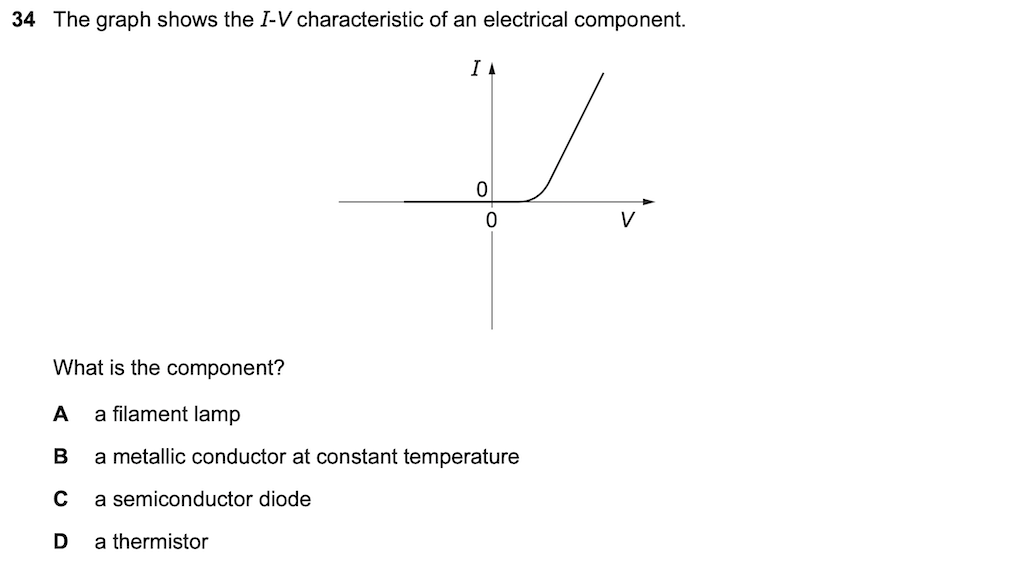 34 The graph shows the I-V characteristic of an electrical component.
I
0
0
V
What is the component?
A a filament lamp
B a metallic conductor at constant temperature
C a semiconductor diode
D a thermistor